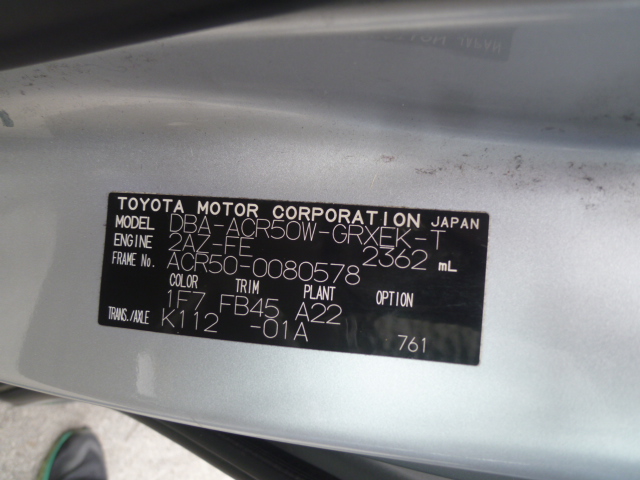 TOYOTA MOTOR CORPORATION JAPAN
MODEL DBA-ACR50W-GRXEK-T
ENGINE 2AZ-FE 2362 mL
FRAME No. ACR50-0080578
COLOR TRIM PLANT OPTION
1F7 FB45 A22
TRANS./AXLE K112 -01A
761